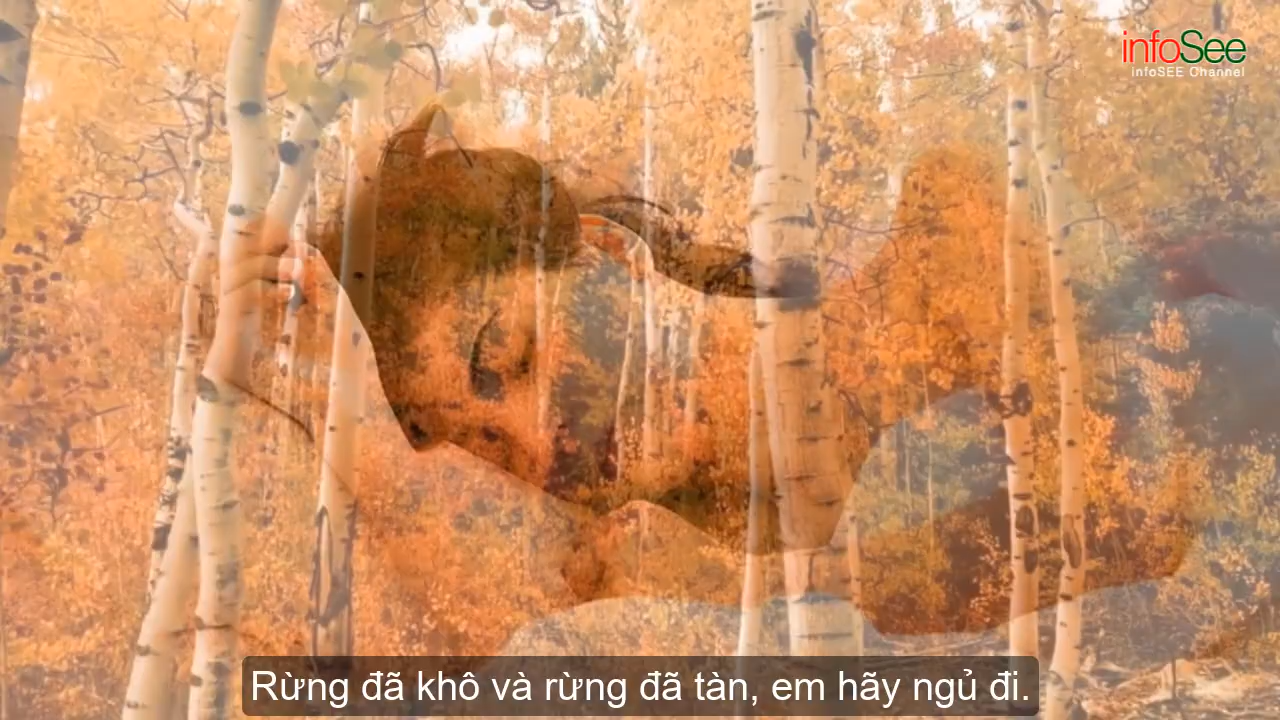 infoSee
infoSEE Channel
Rừng đã khô và rừng đã tàn, em hãy ngủ đi.